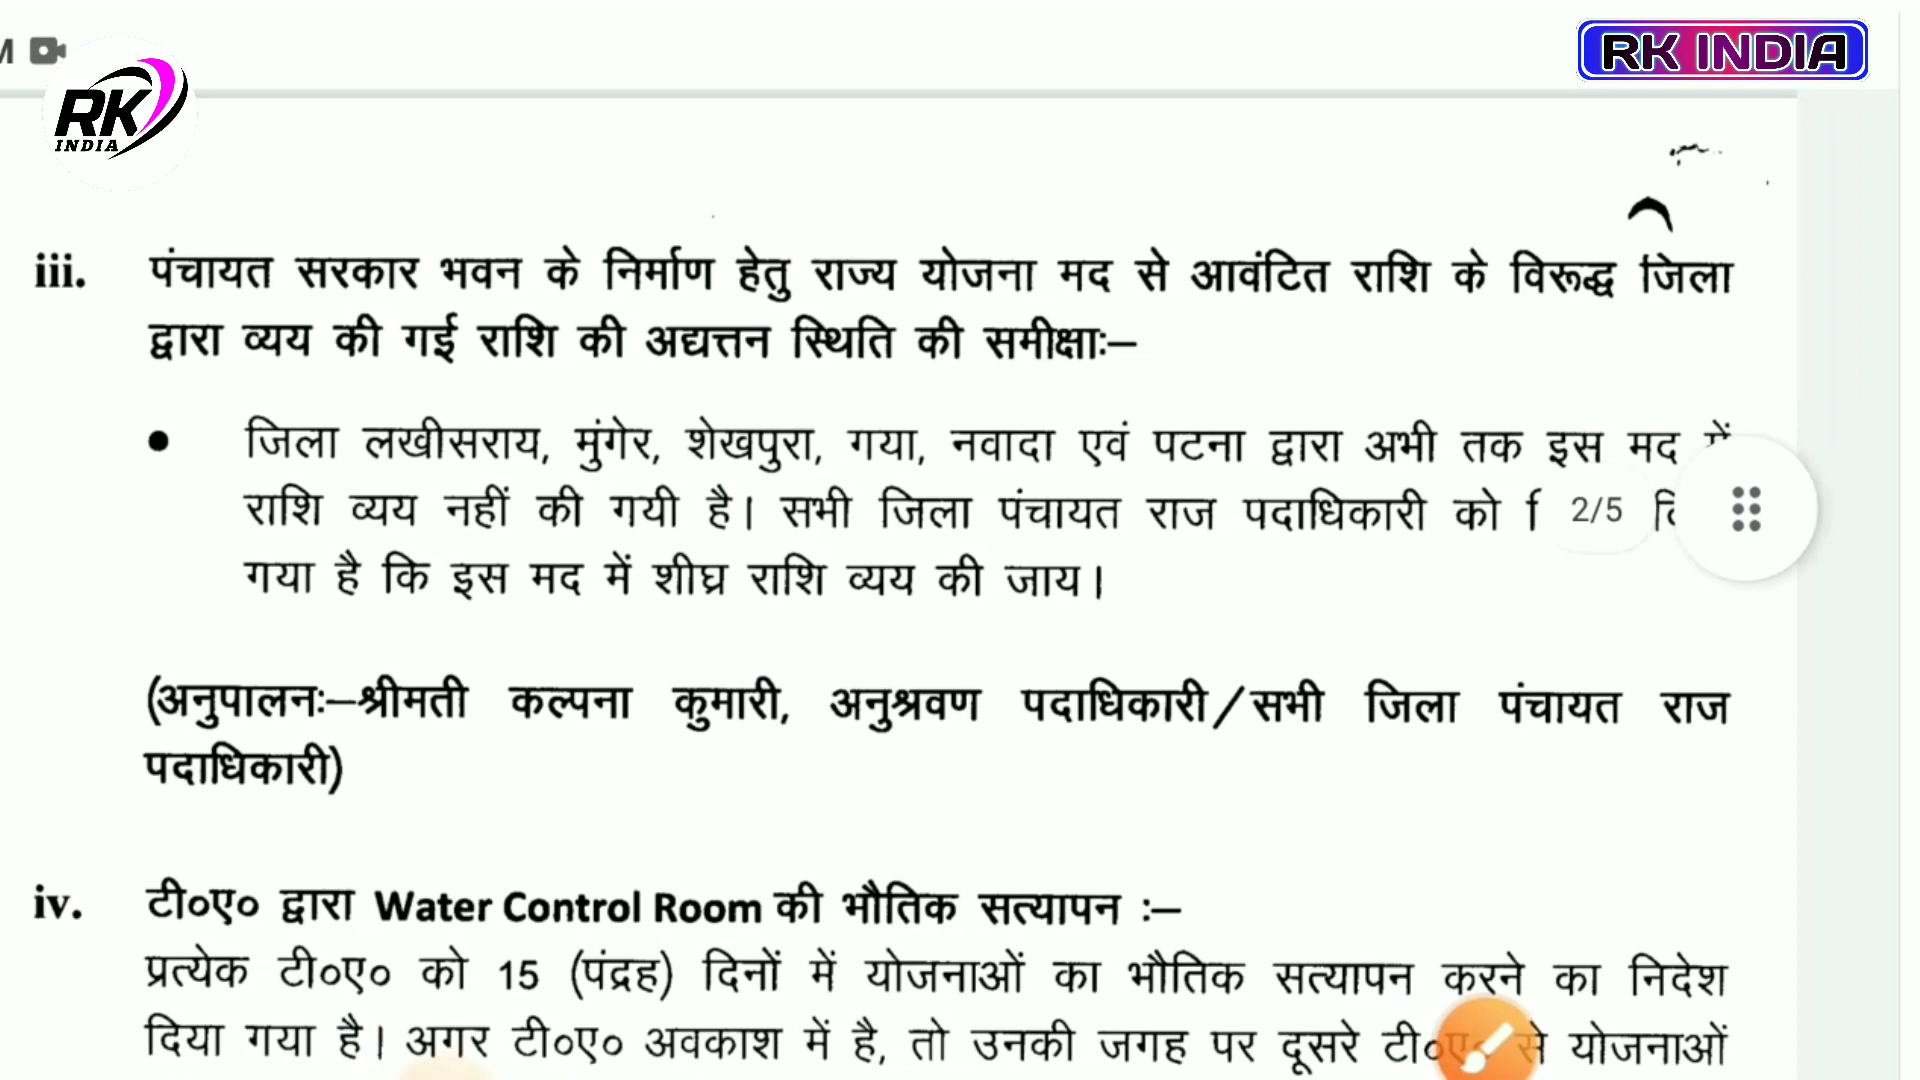 M
RK INDIA
RK
INDIA
iii. पंचायत सरकार भवन के निर्माण हेतु राज्य योजना मद से आवंटित राशि के विरूद्ध जिला
द्वारा व्यय की गई राशि की अद्यत्तन स्थिति की समीक्षाः—
● जिला लखीसराय, मुंगेर, शेखपुरा, गया, नवादा एवं पटना द्वारा अभी तक इस मद में
राशि व्यय नहीं की गयी है। सभी जिला पंचायत राज पदाधिकारी को
2/5
गया है कि इस मद में शीघ्र राशि व्यय की जाय।
(अनुपालनः—श्रीमती कल्पना कुमारी, अनुश्रवण पदाधिकारी/सभी जिला पंचायत राज
पदाधिकारी)
iv. टी०ए० द्वारा Water Control Room की भौतिक सत्यापन :—
प्रत्येक टी०ए० को 15 (पंद्रह) दिनों में योजनाओं का भौतिक सत्यापन करने का निदेश
दिया गया है। अगर टी०ए० अवकाश में है, तो उनकी जगह पर दूसरे टी०ए० से योजनाओं